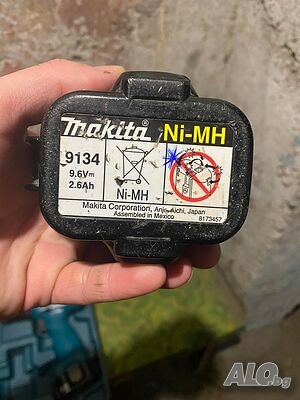 Makita® Ni-MH
9134
9.6V⎓
2.6Ah
Ni-MH
Makita Corporation, Anjo, Aichi, Japan
Assembled in Mexico
8173457
ALO.bg